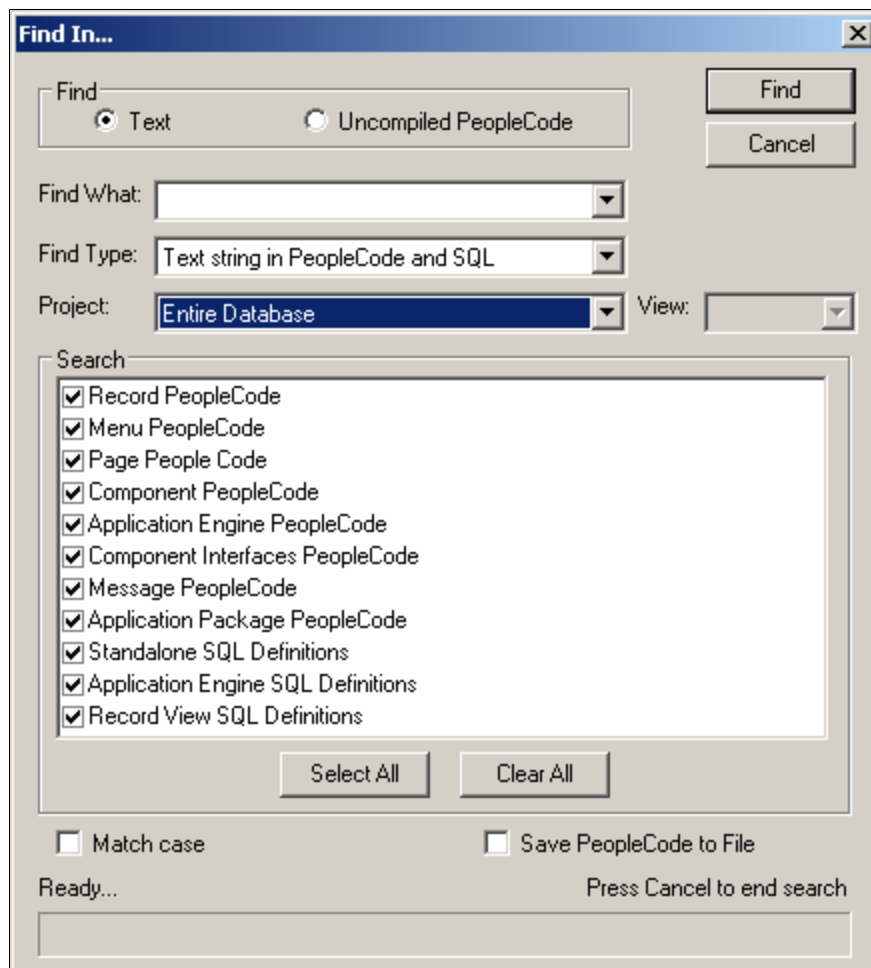 Find In...
Find
Text
Uncompiled PeopleCode
Find
Cancel
Find What:
Find Type: Text string in PeopleCode and SQL
Project: Entire Database View:
Search
Record PeopleCode
Menu PeopleCode
Page People Code
Component PeopleCode
Application Engine PeopleCode
Component Interfaces PeopleCode
Message PeopleCode
Application Package PeopleCode
Standalone SQL Definitions
Application Engine SQL Definitions
Record View SQL Definitions
Select All Clear All
Match case Save PeopleCode to File
Ready... Press Cancel to end search